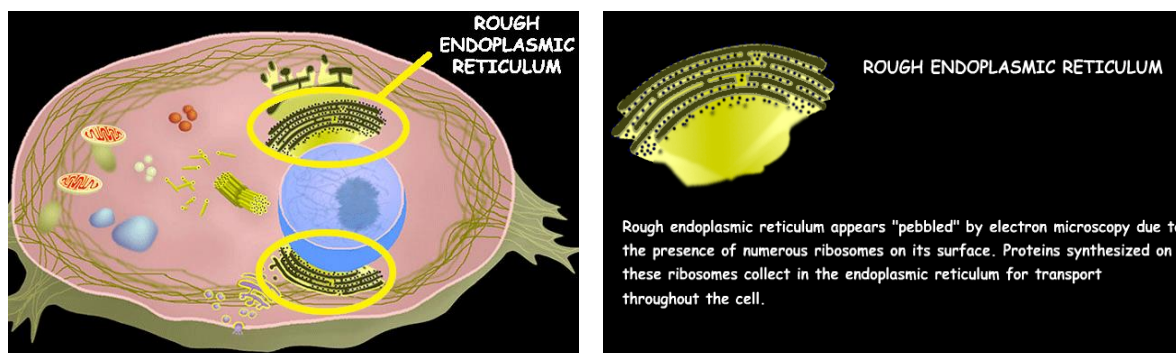 ROUGH
ENDOPLASMIC
RETICULUM
ROUGH ENDOPLASMIC RETICULUM
Rough endoplasmic reticulum appears "pebbled" by electron microscopy due to
the presence of numerous ribosomes on its surface. Proteins synthesized on
these ribosomes collect in the endoplasmic reticulum for transport
throughout the cell.